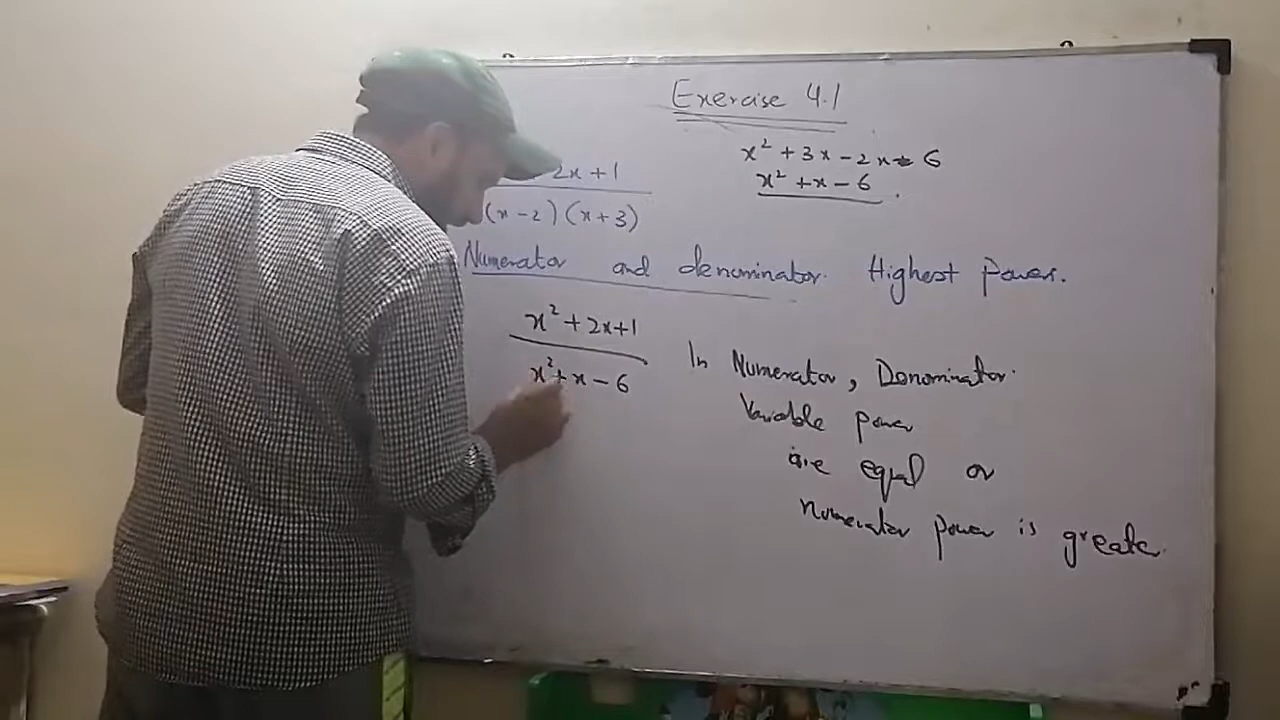 Exercise 4.1
x² + 3x - 2x - 6
x² + x - 6
2x + 1
(x - 2) (x + 3)
Numerator and denominator. Highest Power.
x² + 2x + 1
x² + x - 6
In Numerator, Denominator.
Variable power
are equal or
numerator power is greater.